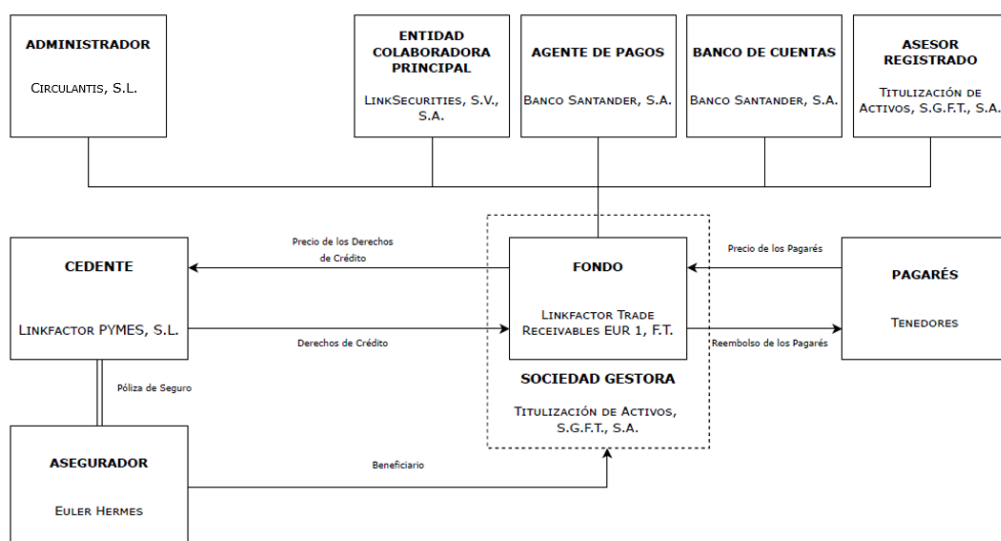 ADMINISTRADOR
CIRCULANTIS, S.L.
ENTIDAD
COLABORADORA
PRINCIPAL
LINKSECURITIES, S.V.,
S.A.
AGENTE DE PAGOS
BANCO SANTANDER, S.A.
BANCO DE CUENTAS
BANCO SANTANDER, S.A.
ASESOR
REGISTRADO
TITULIZACIÓN DE
ACTIVOS, S.G.F.T., S.A.
CEDENTE
LINKFACTOR PYMES, S.L.
Precio de los Derechos
de Crédito
Derechos de Crédito
FONDO
LINKFACTOR TRADE
RECEIVABLES EUR 1, F.T.
SOCIEDAD GESTORA
TITULIZACIÓN DE ACTIVOS,
S.G.F.T., S.A.
Precio de los Pagarés
Reembolso de los Pagarés
PAGARÉS
TENEDORES
Póliza de Seguro
ASEGURADOR
EULER HERMES
Beneficiario